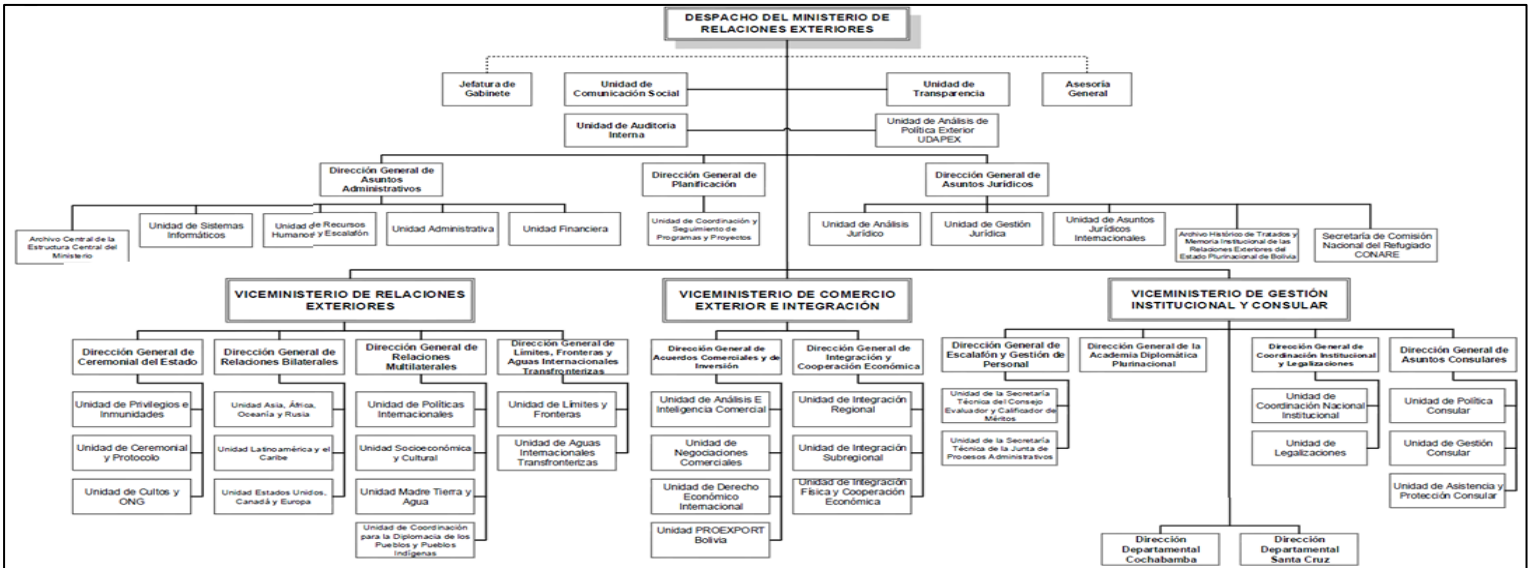 DESPACHO DEL MINISTERIO DE
RELACIONES EXTERIORES
Jefatura de
Gabinete
Unidad de
Comunicación Social
Unidad de
Transparencia
Asesoría
General
Unidad de Auditoria
Interna
Unidad de Análisis de
Política Exterior
UDAPEX
Dirección General de
Asuntos
Administrativos
Dirección General de
Planificación
Dirección General de
Asuntos Jurídicos
Archivo Central de la
Estructura Central del
Ministerio
Unidad de Sistemas
Informáticos
Unidad de Recursos
Humanos y Escalafón
Unidad Administrativa
Unidad Financiera
Unidad de Coordinación y
Seguimiento de
Programas y Proyectos
Unidad de Análisis
Jurídico
Unidad de Gestión
Jurídica
Unidad de Asuntos
Jurídicos
Internacionales
Archivo Histórico de Tratados y
Memoria Institucional de las
Relaciones Exteriores del
Estado Plurinacional de Bolivia
Secretaría de Comisión
Nacional del Refugiado
CONARE
VICEMINISTERIO DE RELACIONES
EXTERIORES
VICEMINISTERIO DE COMERCIO
EXTERIOR E INTEGRACIÓN
VICEMINISTERIO DE GESTIÓN
INSTITUCIONAL Y CONSULAR
Dirección General de
Ceremonial del Estado
Dirección General de
Relaciones Bilaterales
Dirección General de
Relaciones
Multilaterales
Dirección General de
Límites, Fronteras y
Aguas Internacionales
Transfronterizas
Dirección General de
Acuerdos Comerciales y de
Inversión
Dirección General de
Integración y
Cooperación Económica
Dirección General de
Escalafón y Gestión de
Personal
Dirección General de la
Academia Diplomática
Plurinacional
Dirección General de
Coordinación Institucional
y Legalizaciones
Dirección General de
Asuntos Consulares
Unidad de Privilegios e
Inmunidades
Unidad de Ceremonial
y Protocolo
Unidad de Cultos y
ONG
Unidad Asia, África,
Oceanía y Rusia
Unidad Latinoamérica y el
Caribe
Unidad Estados Unidos,
Canadá y Europa
Unidad de Políticas
Internacionales
Unidad Socioeconómica
y Cultural
Unidad Madre Tierra y
Agua
Unidad de Coordinación
para la Diplomacia de los
Pueblos y Pueblos
Indígenas
Unidad de Límites y
Fronteras
Unidad de Aguas
Internacionales
Transfronterizas
Unidad de Análisis E
Inteligencia Comercial
Unidad de
Negociaciones
Comerciales
Unidad de Derecho
Económico
Internacional
Unidad PROEXPORT
Bolivia
Unidad de Integración
Regional
Unidad de Integración
Subregional
Unidad de Integración
Física y Cooperación
Económica
Unidad de la Secretaría
Técnica del Consejo
Evaluador y Calificador de
Méritos
Unidad de la Secretaría
Técnica de la Junta de
Procesos Administrativos
Unidad de
Coordinación Nacional
Institucional
Unidad de
Legalizaciones
Unidad de Política
Consular
Unidad de Gestión
Consular
Unidad de Asistencia y
Protección Consular
Dirección
Departamental
Cochabamba
Dirección
Departamental
Santa Cruz